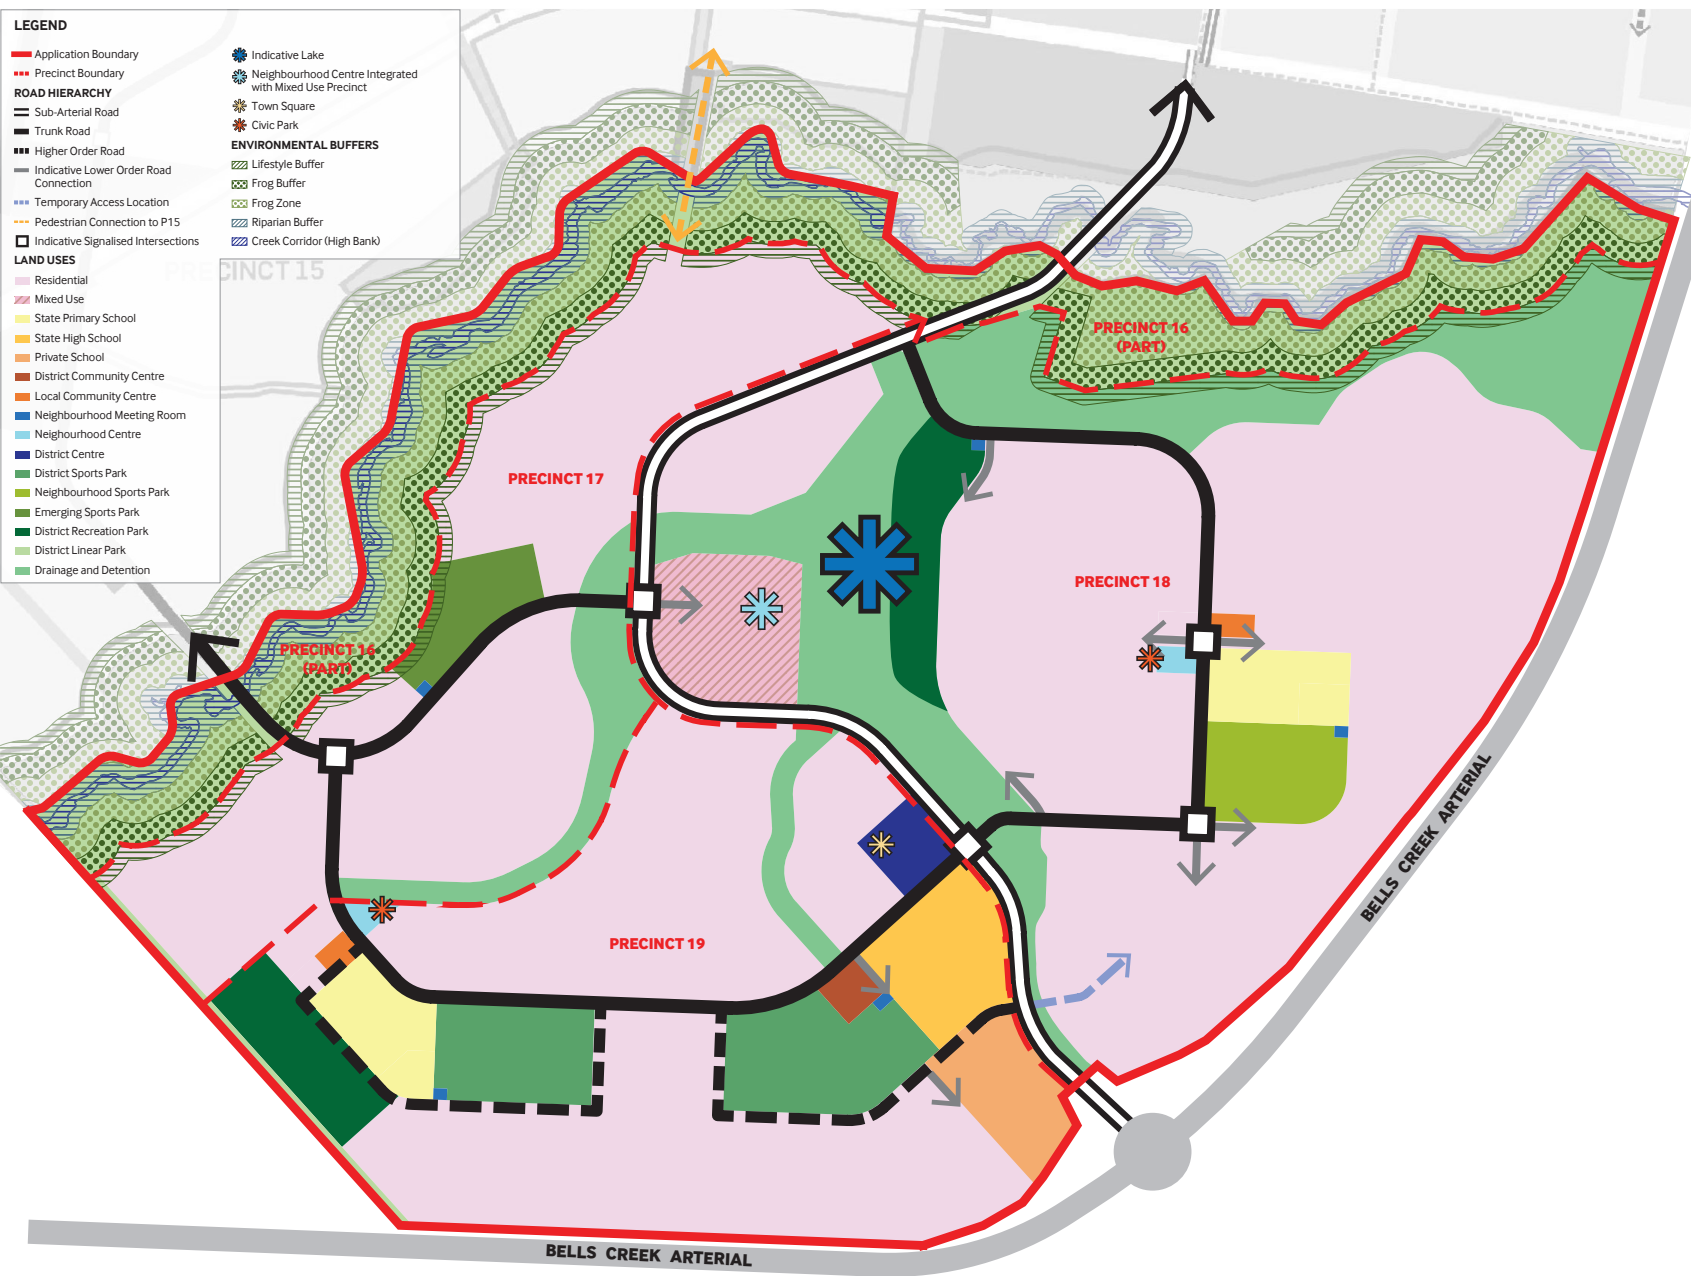 LEGEND
Application Boundary
Precinct Boundary
ROAD HIERARCHY
Sub-Arterial Road
Trunk Road
Higher Order Road
Indicative Lower Order Road
Connection
Temporary Access Location
Pedestrian Connection to P15
Indicative Signalised Intersections
LAND USES
Residential
Mixed Use
State Primary School
State High School
Private School
District Community Centre
Local Community Centre
Neighbourhood Meeting Room
Neighourhood Centre
District Centre
District Sports Park
Neighbourhood Sports Park
Emerging Sports Park
District Recreation Park
District Linear Park
Drainage and Detention
Indicative Lake
Neighbourhood Centre Integrated
with Mixed Use Precinct
Town Square
Civic Park
ENVIRONMENTAL BUFFERS
Lifestyle Buffer
Frog Buffer
Frog Zone
Riparian Buffer
Creek Corridor (High Bank)
PRECINCT 15
PRECINCT 16
(PART)
PRECINCT 17
PRECINCT 18
PRECINCT 16
(PART)
PRECINCT 19
BELLS CREEK ARTERIAL
BELLS CREEK ARTERIAL